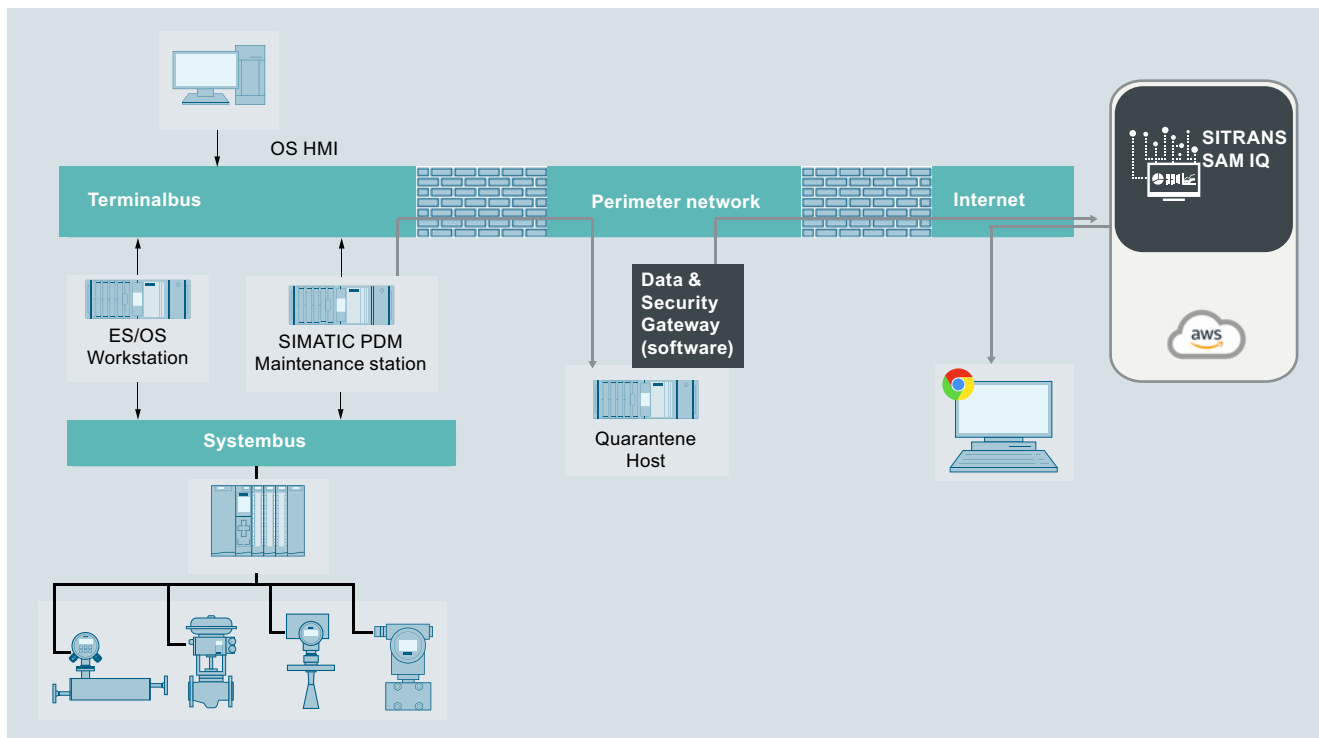 OS HMI
SITRANS
SAM IQ
Terminalbus
Perimeter network
Internet
Data &
Security
Gateway
(software)
ES/OS
Workstation
SIMATIC PDM
Maintenance station
aws
Quarantene
Host
Systembus